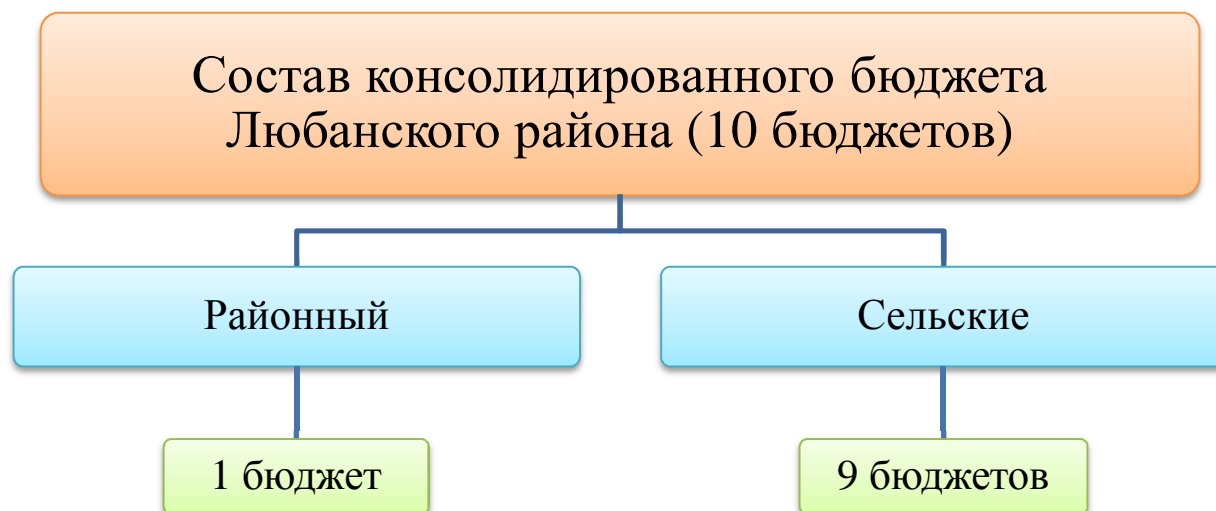 Состав консолидированного бюджета
Любанского района (10 бюджетов)
Районный
Сельские
1 бюджет
9 бюджетов